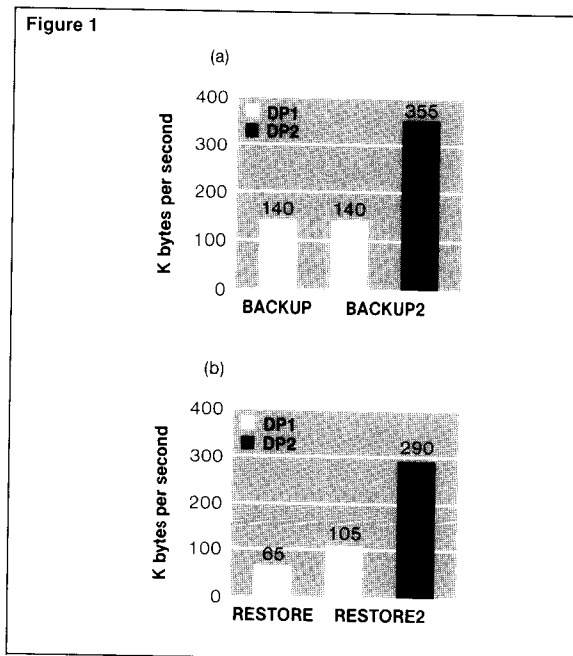 Figure 1
(a)
K bytes per second
400
300
200
100
0
DP1
DP2
140
140
355
BACKUP
BACKUP2
(b)
K bytes per second
400
300
200
100
0
DP1
DP2
65
105
290
RESTORE
RESTORE2